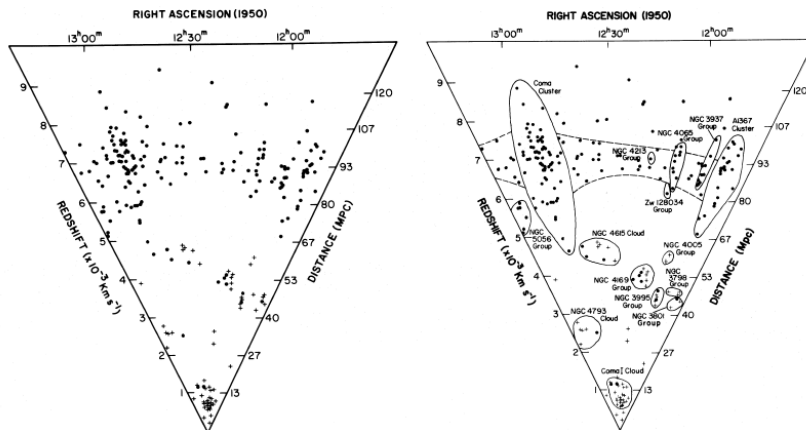 RIGHT ASCENSION (1950)
13ʰ00ᵐ 12ʰ30ᵐ 12ʰ00ᵐ
9
8
7
6
5
4
3
2
1
120
107
93
80
67
53
40
27
13
REDSHIFT (x10⁻³ Km s⁻¹)
DISTANCE (MPC)
RIGHT ASCENSION (1950)
13ʰ00ᵐ 12ʰ30ᵐ 12ʰ00ᵐ
9
8
7
6
5
4
3
2
1
120
107
93
80
67
53
40
27
13
REDSHIFT (x10⁻³ Km s⁻¹)
DISTANCE (Mpc)
Coma
Cluster
NGC 3937
Group
NGC 4065
Group
A1367
Cluster
NGC 4213
Group
Zw 128034
Group
NGC
5056
Group
NGC 4615 Cloud
NGC 4005
Group
NGC 4169
Group
NGC
3798
Group
NGC 3995
Group
NGC 3801
Group
NGC 4793
Cloud
Coma I Cloud